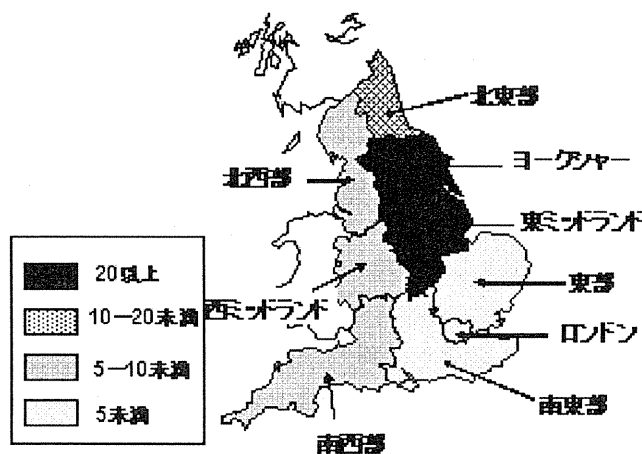 北東部
ヨークシャー
北西部
東ミッドランド
20以上
10－20未満
5－10未満
5未満
西ミッドランド
東部
ロンドン
南東部
南西部